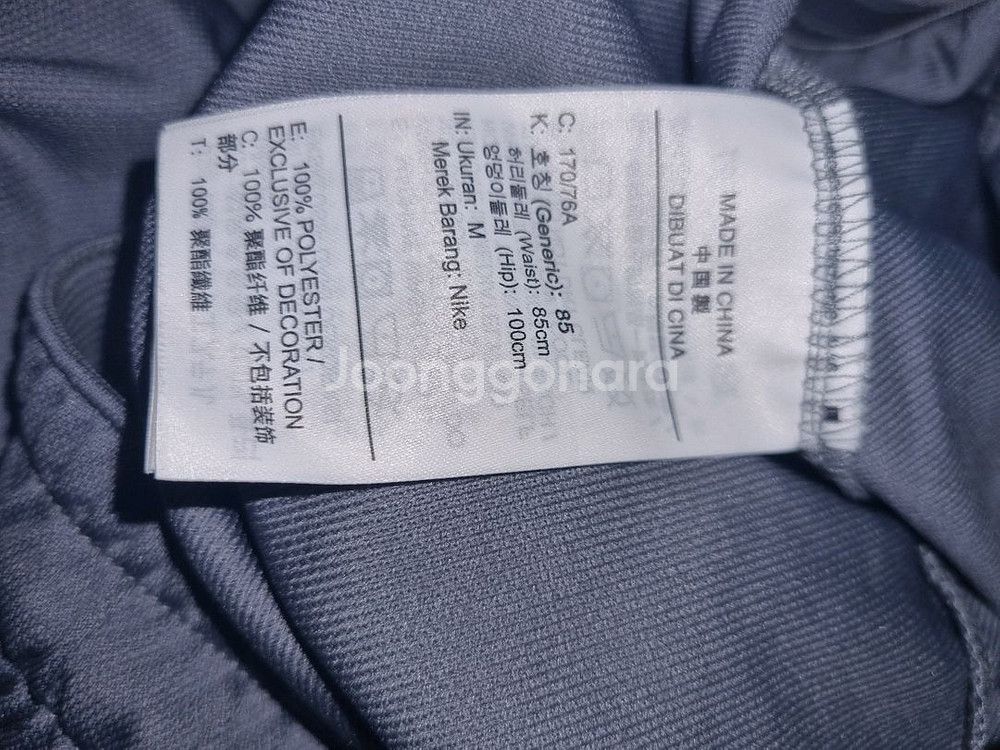 MADE IN CHINA
中国製
DIBUAT DI CINA
C: 170/76A
K: 호칭 (Generic): 85
허리둘레 (Waist): 85cm
엉덩이둘레 (Hip): 100cm
IN: Ukuran: M
Merek Barang: Nike
E: 100% POLYESTER /
EXCLUSIVE OF DECORATION
C: 100% 聚酯纤维 / 不包括装饰
部分
T: 100% 聚酯纖維
Joonggonara